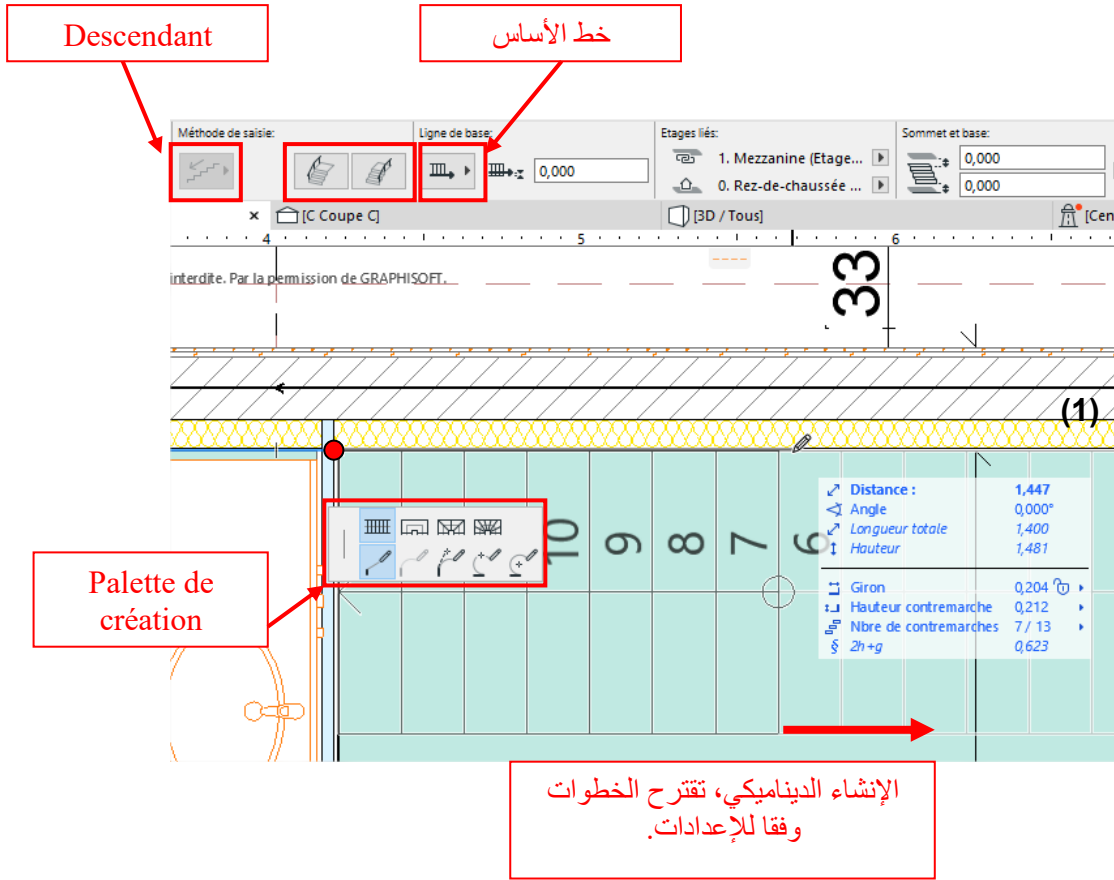 Descendant
خط الأساس
Méthode de saisie:
Ligne de base:
Etages liés:
Sommet et base:
0,000
1. Mezzanine (Etage...
0. Rez-de-chaussée ...
0,000
0,000
[C Coupe C]
[3D / Tous]
[Cen
4
5
6
interdite. Par la permission de GRAPHISOFT.
33
(1)
10
9
8
7
6
Distance : 1,447
Angle 0,000°
Longueur totale 1,400
Hauteur 1,481
Giron 0,204
Hauteur contremarche 0,212
Nbre de contremarches 7 / 13
§ 2h+g 0,623
Palette de
création
الإنشاء الديناميكي، تقترح الخطوات
وفقا للإعدادات.